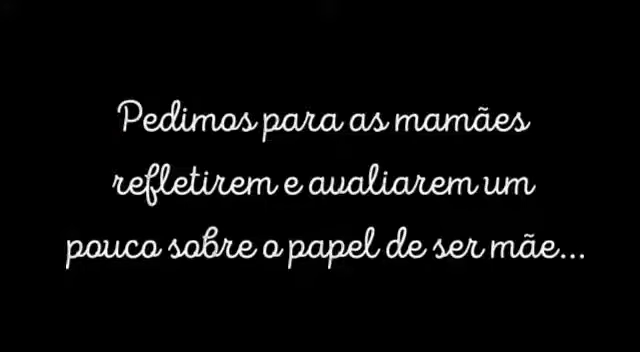 Pedimos para as mamães
refletirem e avaliarem um
pouco sobre o papel de ser mãe...